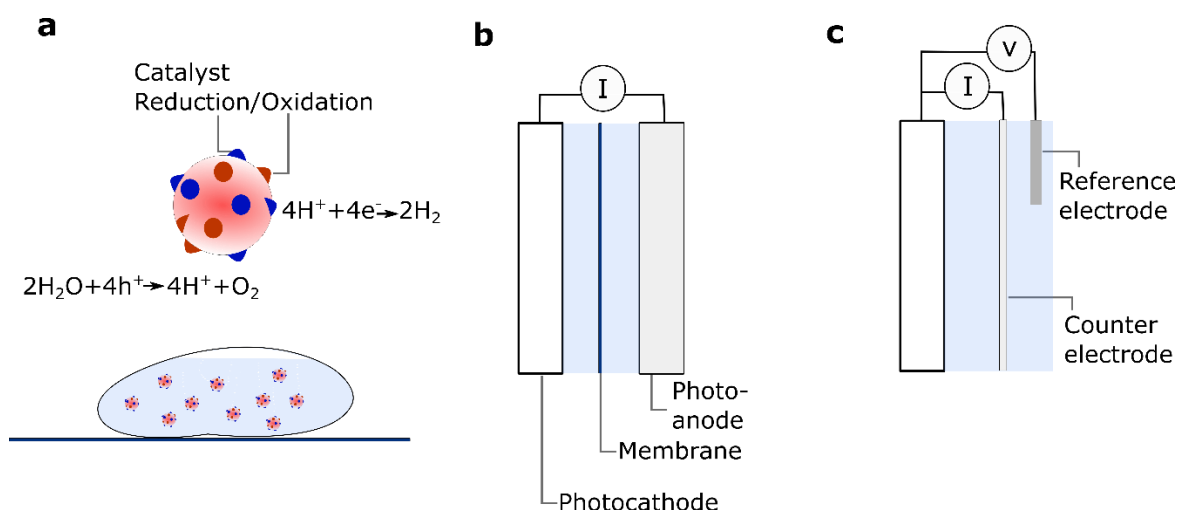 a
Catalyst
Reduction/Oxidation
4H⁺+4e⁻→2H₂
2H₂O+4h⁺→4H⁺+O₂
b
I
Photo-
anode
Membrane
Photocathode
c
V
I
Reference
electrode
Counter
electrode